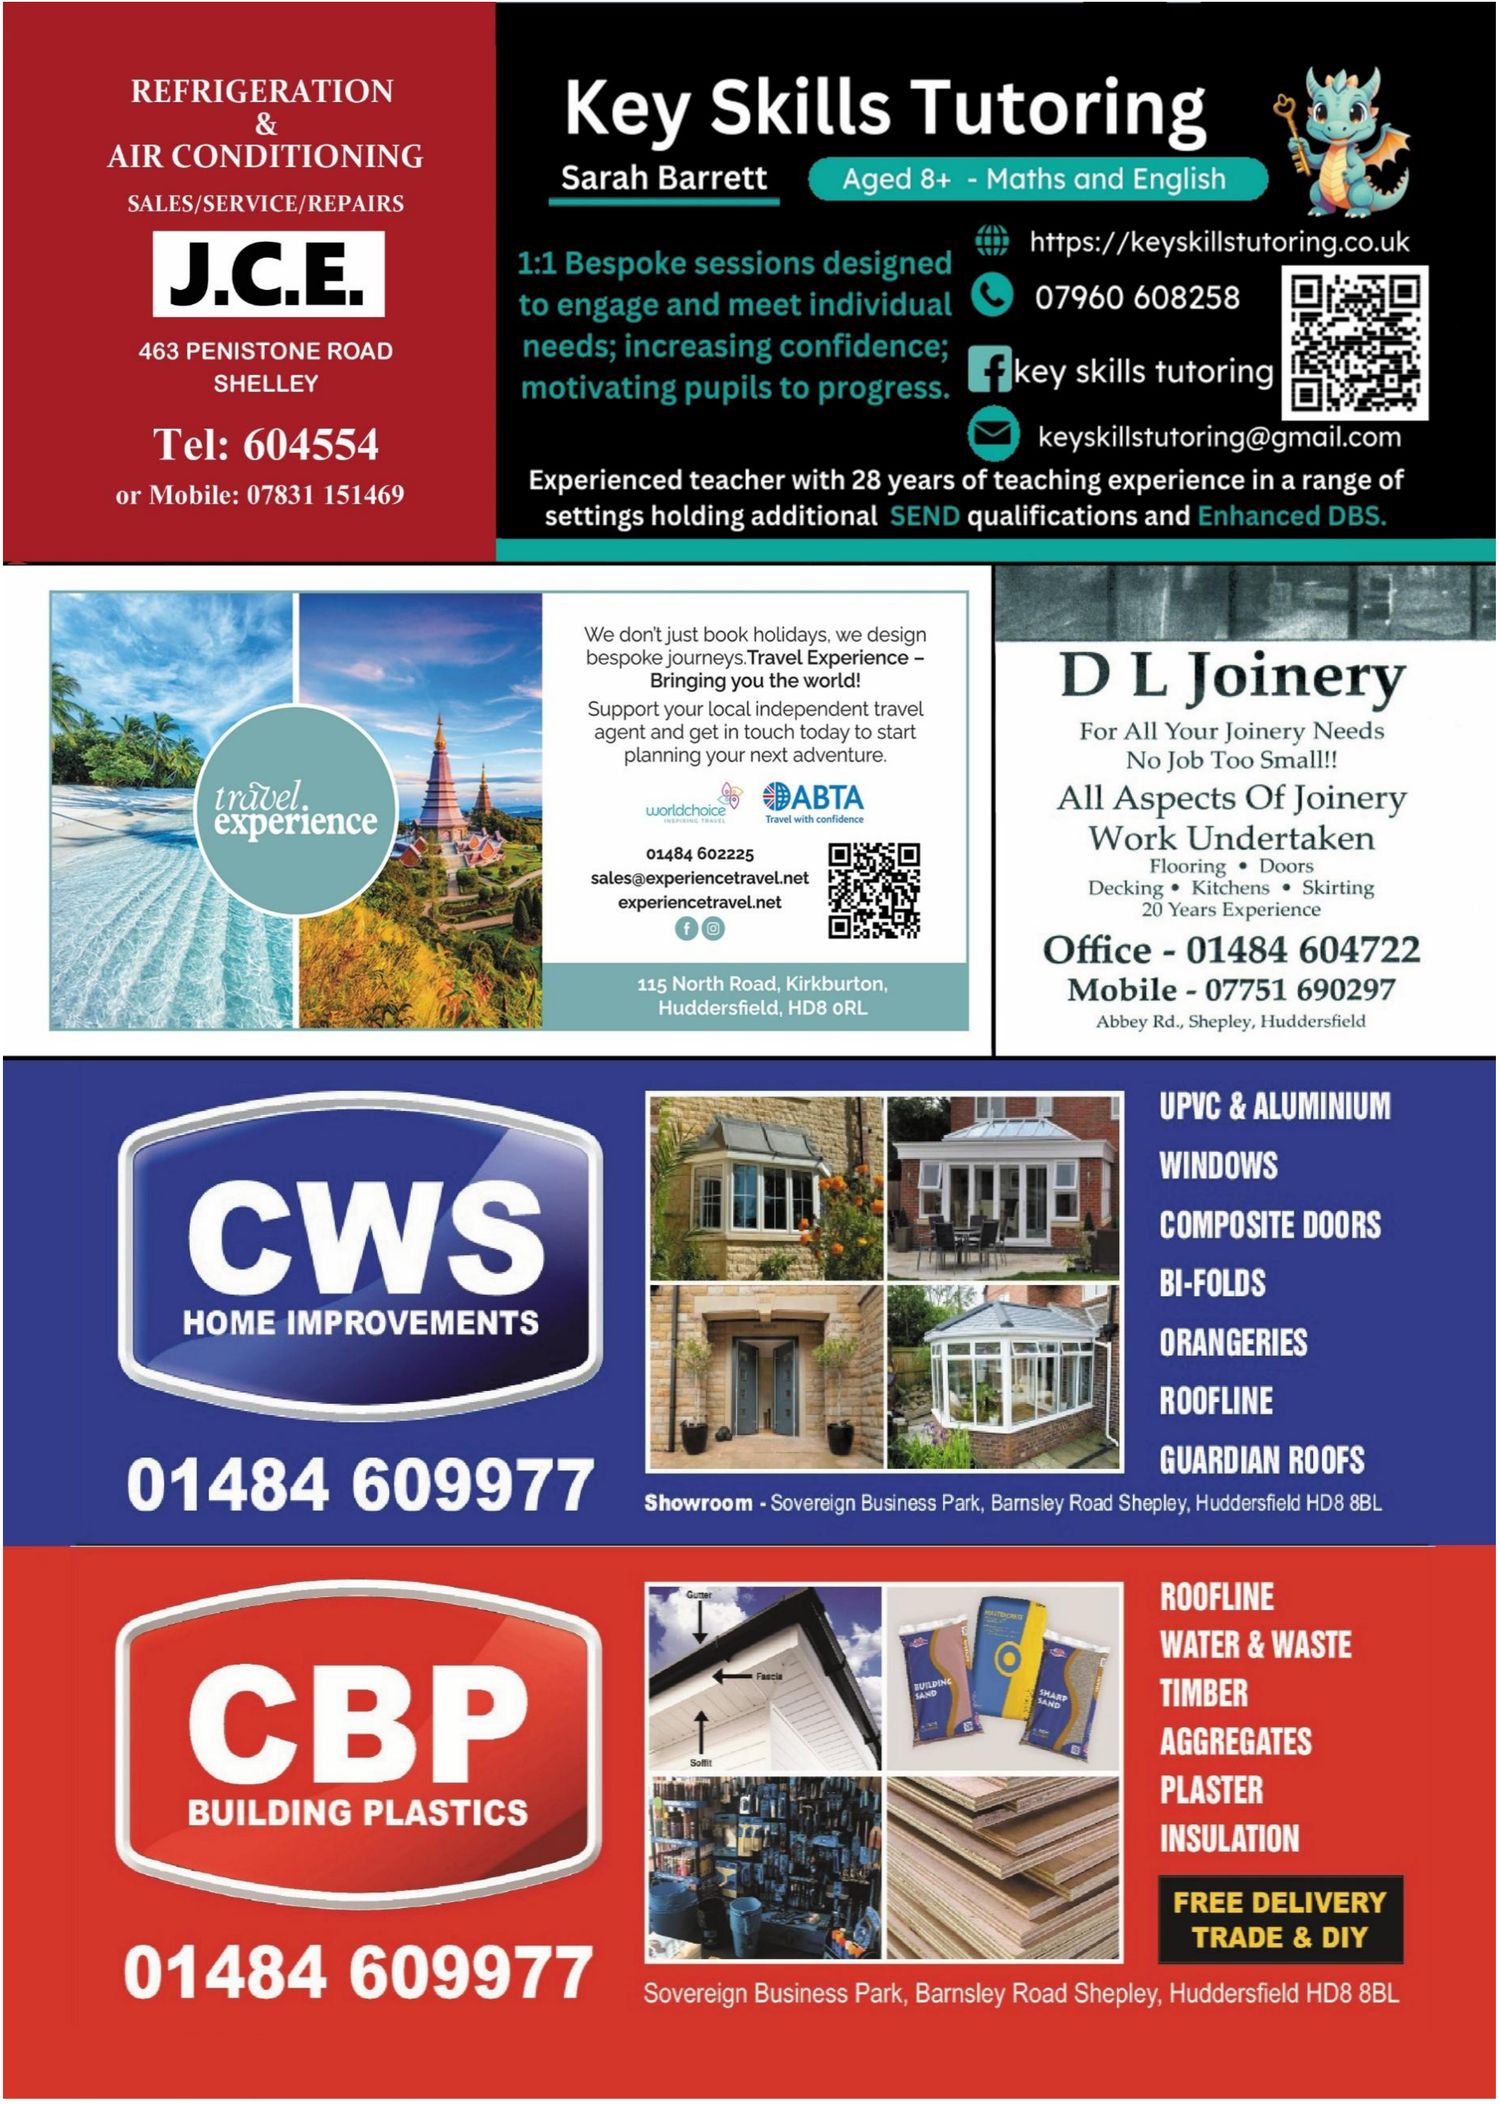 REFRIGERATION
&
AIR CONDITIONING
SALES/SERVICE/REPAIRS
J.C.E.
463 PENISTONE ROAD
SHELLEY
Tel: 604554
or Mobile: 07831 151469
Key Skills Tutoring
Sarah Barrett
Aged 8+ - Maths and English
1:1 Bespoke sessions designed
to engage and meet individual
needs; increasing confidence;
motivating pupils to progress.
https://keyskillstutoring.co.uk
07960 608258
key skills tutoring
keyskillstutoring@gmail.com
Experienced teacher with 28 years of teaching experience in a range of
settings holding additional SEND qualifications and Enhanced DBS.
travel.
experience
We don't just book holidays, we design
bespoke journeys.Travel Experience –
Bringing you the world!
Support your local independent travel
agent and get in touch today to start
planning your next adventure.
worldchoice
INSPIRING TRAVEL
ABTA
Travel with confidence
01484 602225
sales@experiencetravel.net
experiencetravel.net
115 North Road, Kirkburton,
Huddersfield, HD8 0RL
D L Joinery
For All Your Joinery Needs
No Job Too Small!!
All Aspects Of Joinery
Work Undertaken
Flooring • Doors
Decking • Kitchens • Skirting
20 Years Experience
Office - 01484 604722
Mobile - 07751 690297
Abbey Rd., Shepley, Huddersfield
CWS
HOME IMPROVEMENTS
01484 609977
UPVC & ALUMINIUM
WINDOWS
COMPOSITE DOORS
BI-FOLDS
ORANGERIES
ROOFLINE
GUARDIAN ROOFS
Showroom - Sovereign Business Park, Barnsley Road Shepley, Huddersfield HD8 8BL
CBP
BUILDING PLASTICS
01484 609977
Gutter
Fascia
Soffit
MASTERCRETE
BUILDING
SAND
SHARP
SAND
ROOFLINE
WATER & WASTE
TIMBER
AGGREGATES
PLASTER
INSULATION
FREE DELIVERY
TRADE & DIY
Sovereign Business Park, Barnsley Road Shepley, Huddersfield HD8 8BL